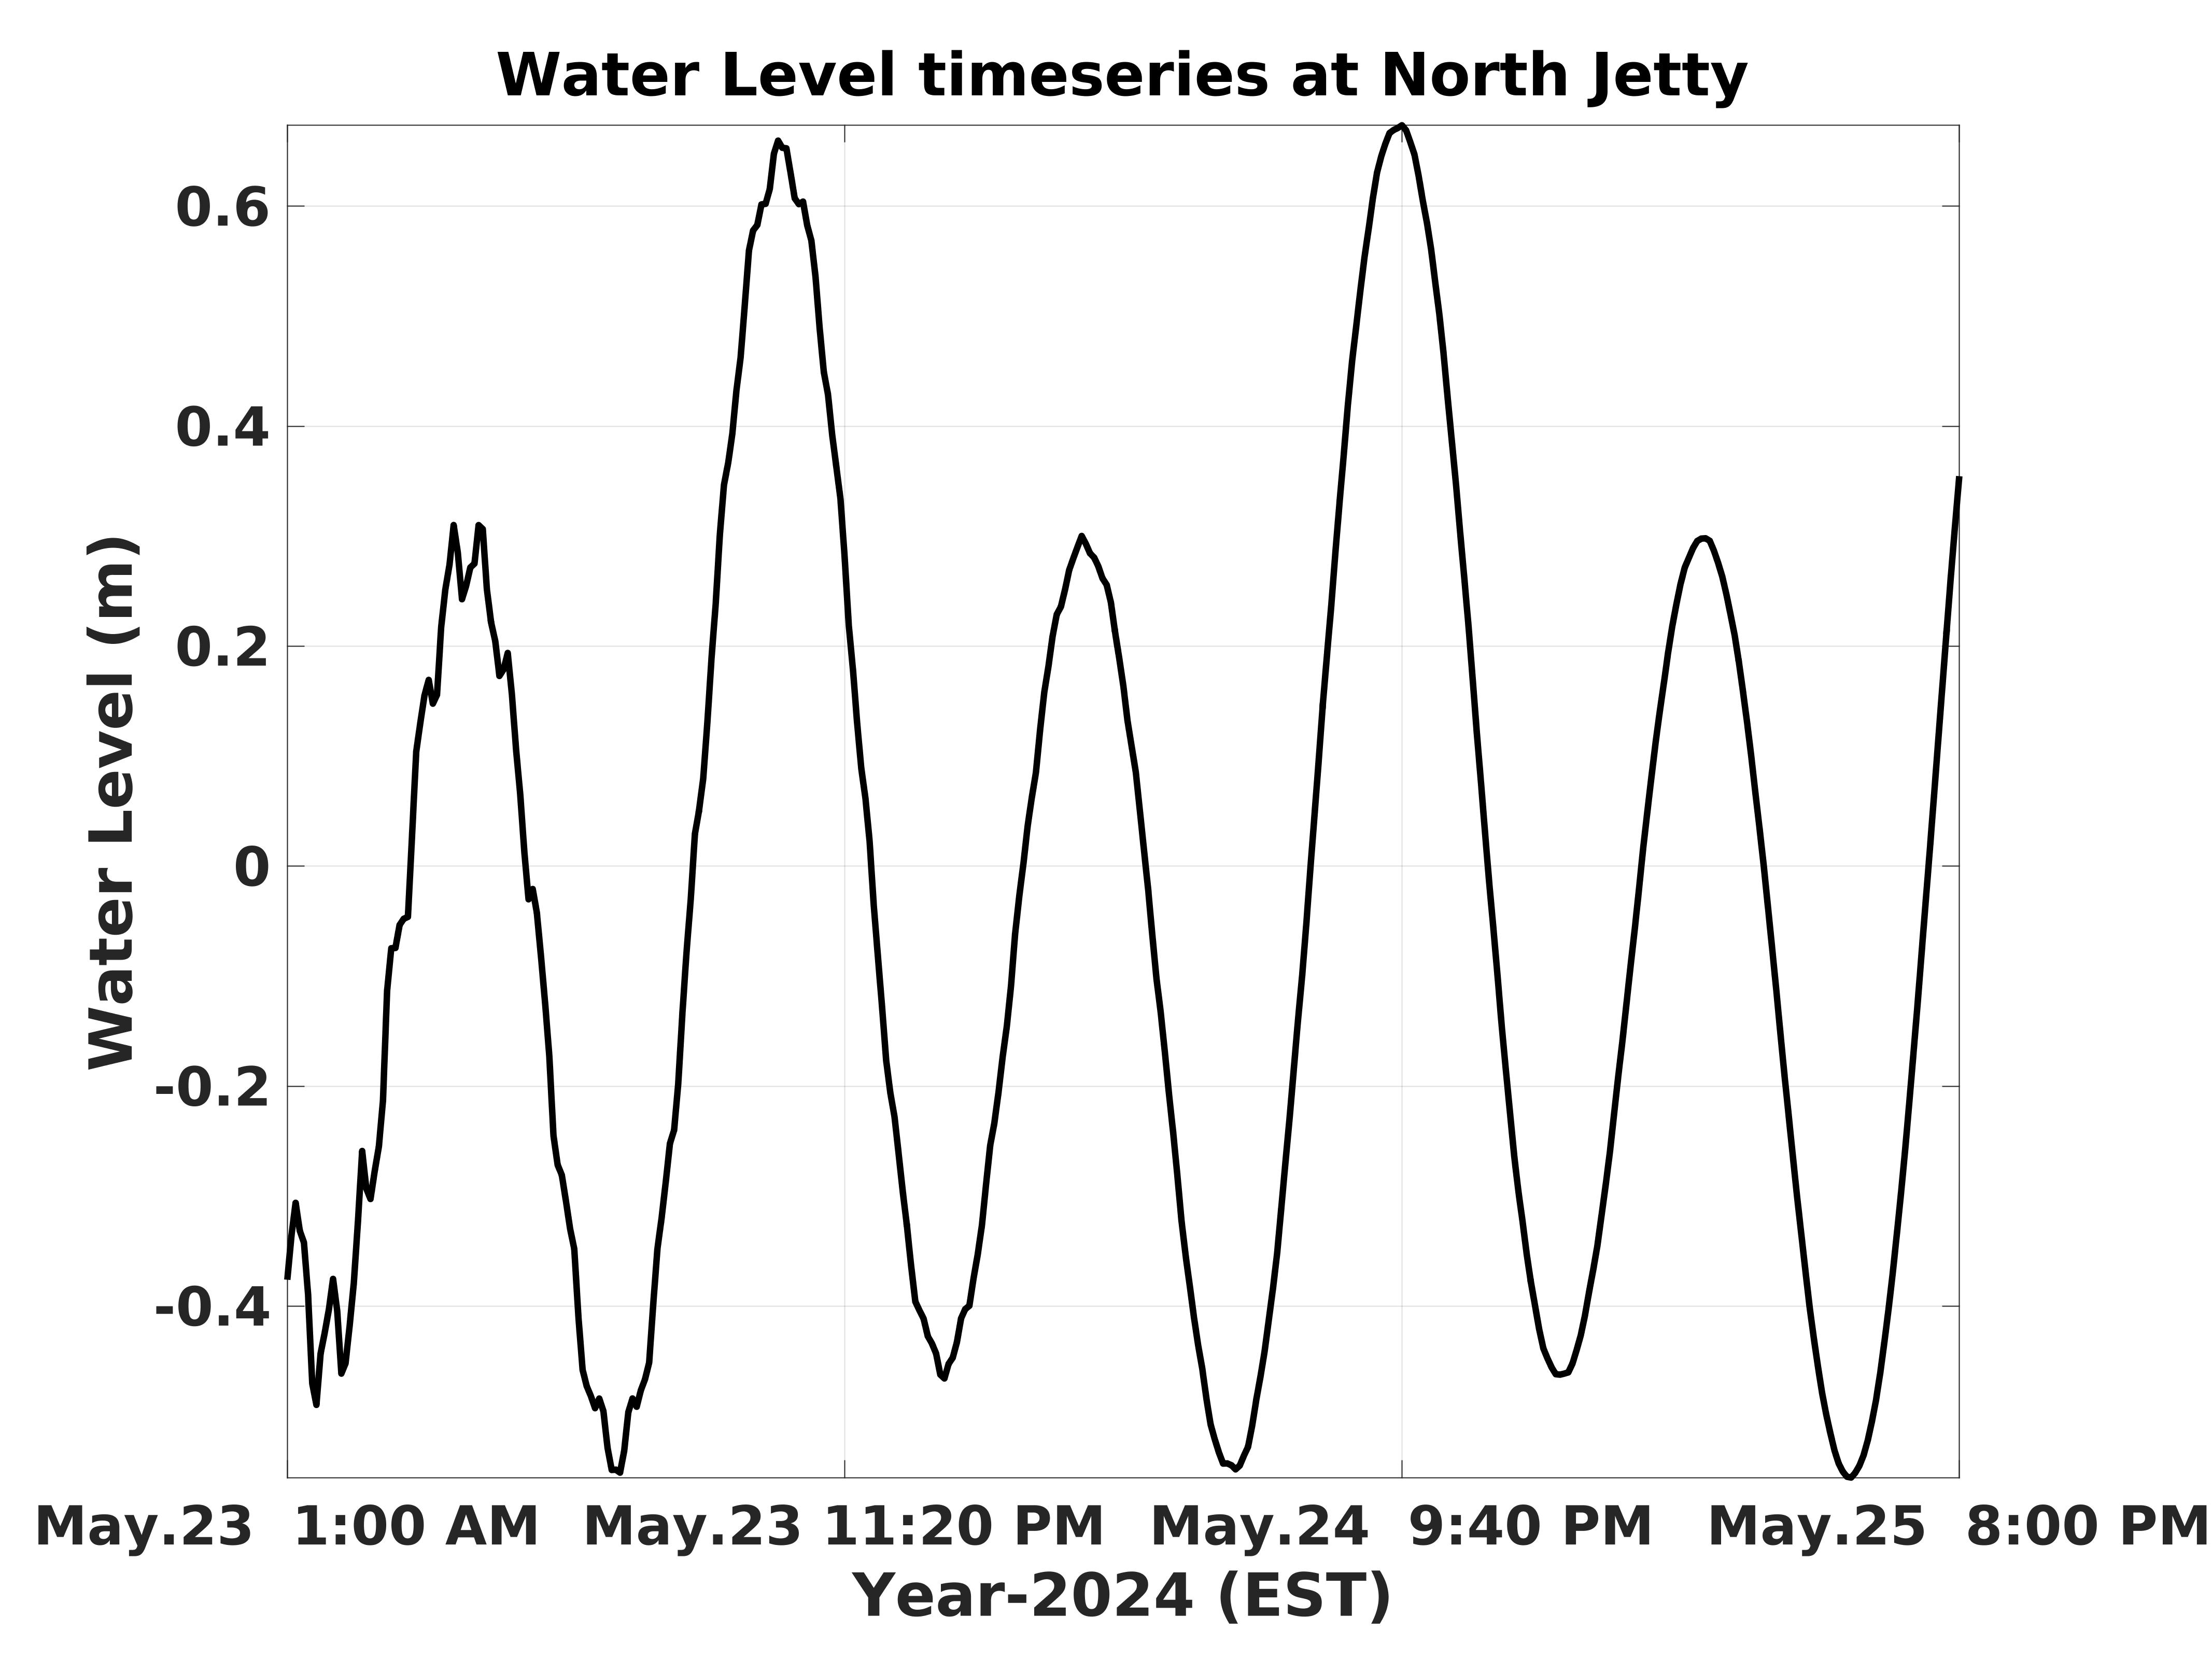 Water Level timeseries at North Jetty
0.6
0.4
0.2
0
-0.2
-0.4
Water Level (m)
May.23 1:00 AM May.23 11:20 PM May.24 9:40 PM May.25 8:00 PM
Year-2024 (EST)